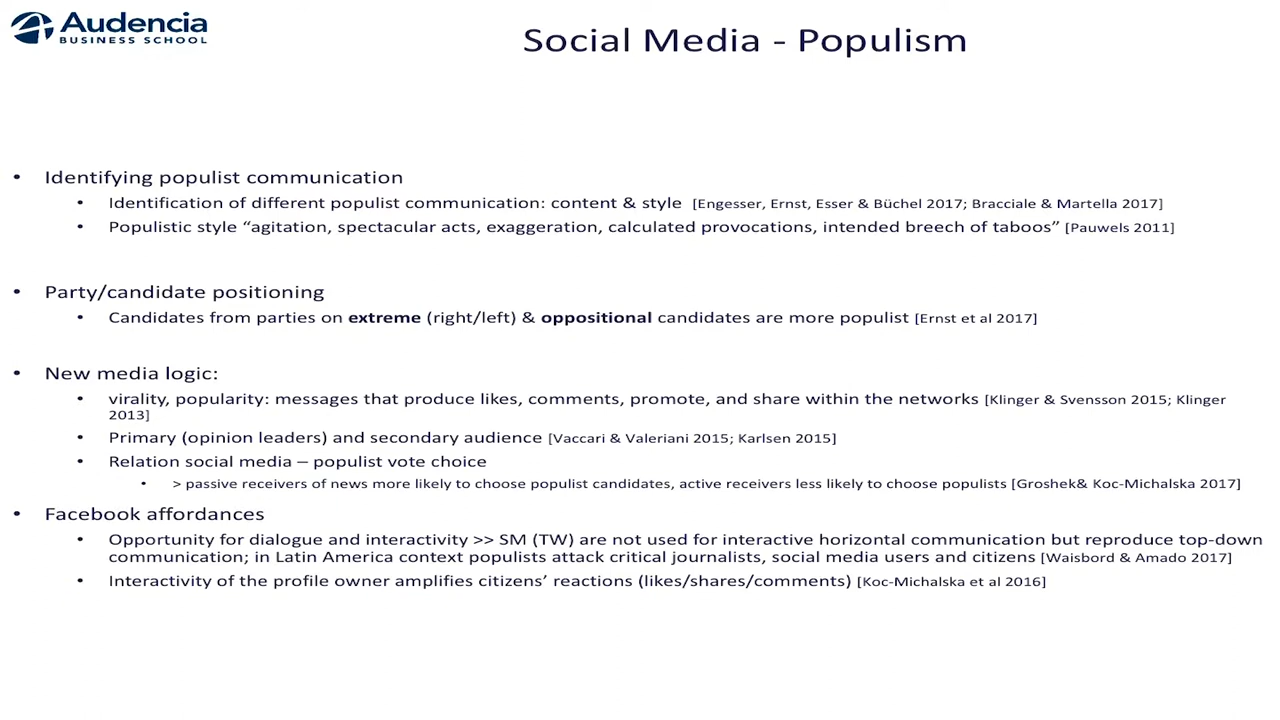 Audencia
BUSINESS SCHOOL
Social Media - Populism
• Identifying populist communication
• Identification of different populist communication: content & style [Engesser, Ernst, Esser & Büchel 2017; Bracciale & Martella 2017]
• Populistic style “agitation, spectacular acts, exaggeration, calculated provocations, intended breech of taboos” [Pauwels 2011]
• Party/candidate positioning
• Candidates from parties on extreme (right/left) & oppositional candidates are more populist [Ernst et al 2017]
• New media logic:
• virality, popularity: messages that produce likes, comments, promote, and share within the networks [Klinger & Svensson 2015; Klinger
2013]
• Primary (opinion leaders) and secondary audience [Vaccari & Valeriani 2015; Karlsen 2015]
• Relation social media – populist vote choice
• > passive receivers of news more likely to choose populist candidates, active receivers less likely to choose populists [Groshek& Koc-Michalska 2017]
• Facebook affordances
• Opportunity for dialogue and interactivity >> SM (TW) are not used for interactive horizontal communication but reproduce top-down
communication; in Latin America context populists attack critical journalists, social media users and citizens [Waisbord & Amado 2017]
• Interactivity of the profile owner amplifies citizens’ reactions (likes/shares/comments) [Koc-Michalska et al 2016]